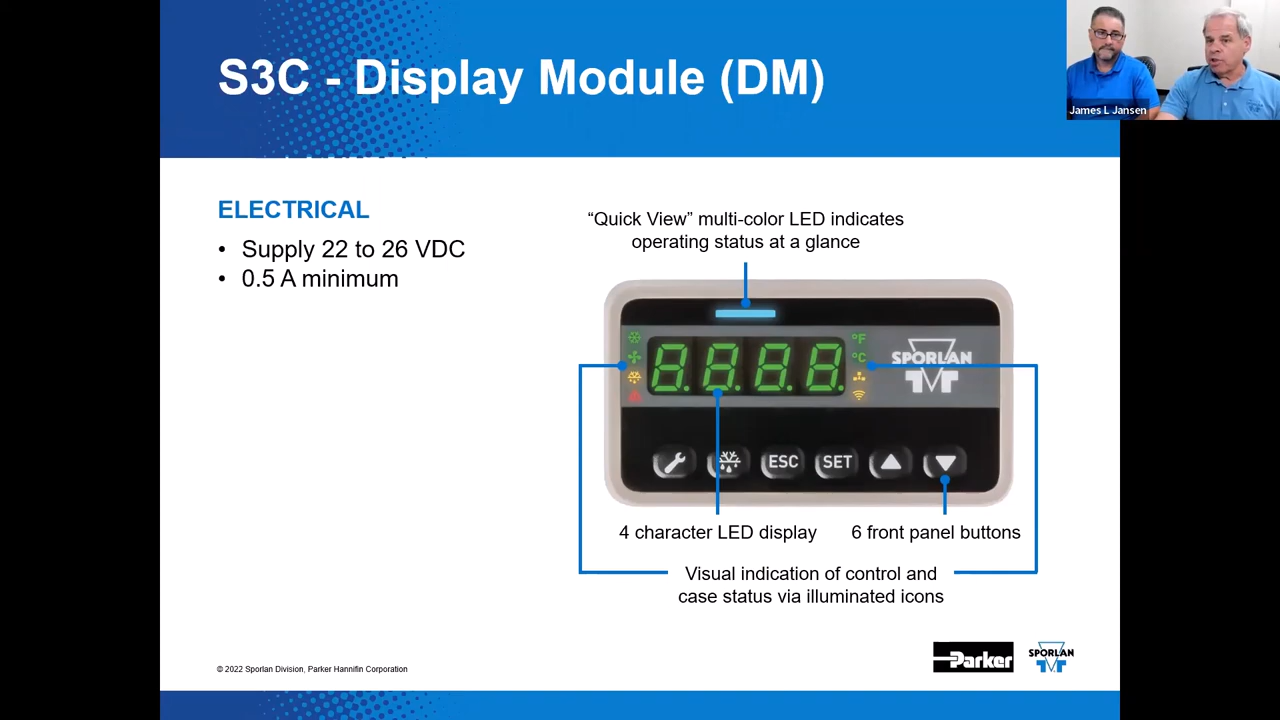 S3C - Display Module (DM)
James L Jansen
ELECTRICAL
• Supply 22 to 26 VDC
• 0.5 A minimum
“Quick View” multi-color LED indicates
operating status at a glance
8.8.8.8.
°F
°C
SPORLAN
ESC
SET
4 character LED display
6 front panel buttons
Visual indication of control and
case status via illuminated icons
© 2022 Sporlan Division, Parker Hannifin Corporation
Parker
SPORLAN